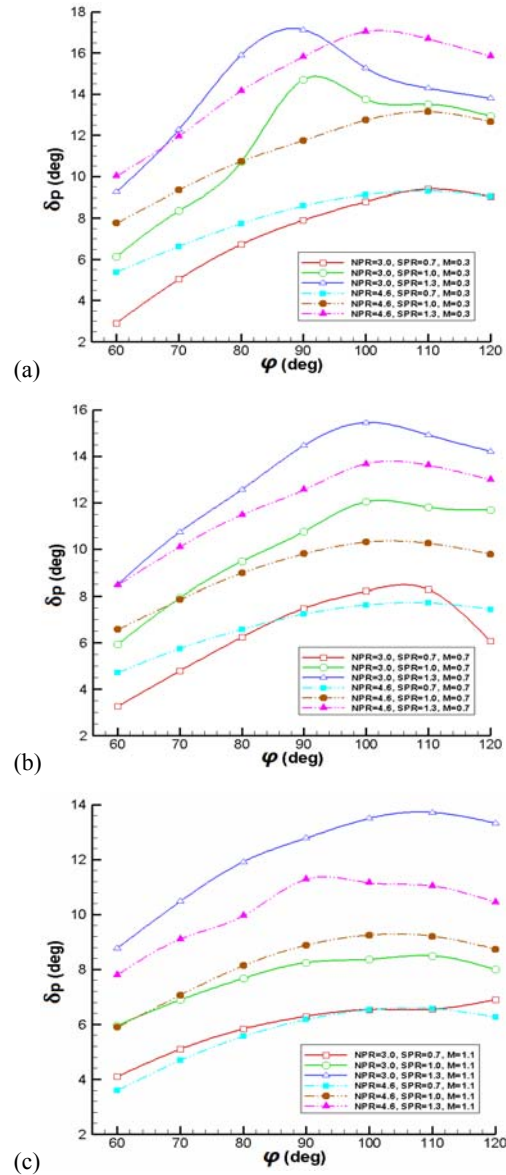 18
16
14
12
10
8
6
4
2
δp (deg)
NPR=3.0, SPR=0.7, M=0.3
NPR=3.0, SPR=1.0, M=0.3
NPR=3.0, SPR=1.3, M=0.3
NPR=4.6, SPR=0.7, M=0.3
NPR=4.6, SPR=1.0, M=0.3
NPR=4.6, SPR=1.3, M=0.3
60 70 80 90 100 110 120
φ (deg)
(a)
16
14
12
10
8
6
4
2
δp (deg)
NPR=3.0, SPR=0.7, M=0.7
NPR=3.0, SPR=1.0, M=0.7
NPR=3.0, SPR=1.3, M=0.7
NPR=4.6, SPR=0.7, M=0.7
NPR=4.6, SPR=1.0, M=0.7
NPR=4.6, SPR=1.3, M=0.7
60 70 80 90 100 110 120
φ (deg)
(b)
14
12
10
8
6
4
2
δp (deg)
NPR=3.0, SPR=0.7, M=1.1
NPR=3.0, SPR=1.0, M=1.1
NPR=3.0, SPR=1.3, M=1.1
NPR=4.6, SPR=0.7, M=1.1
NPR=4.6, SPR=1.0, M=1.1
NPR=4.6, SPR=1.3, M=1.1
60 70 80 90 100 110 120
φ (deg)
(c)